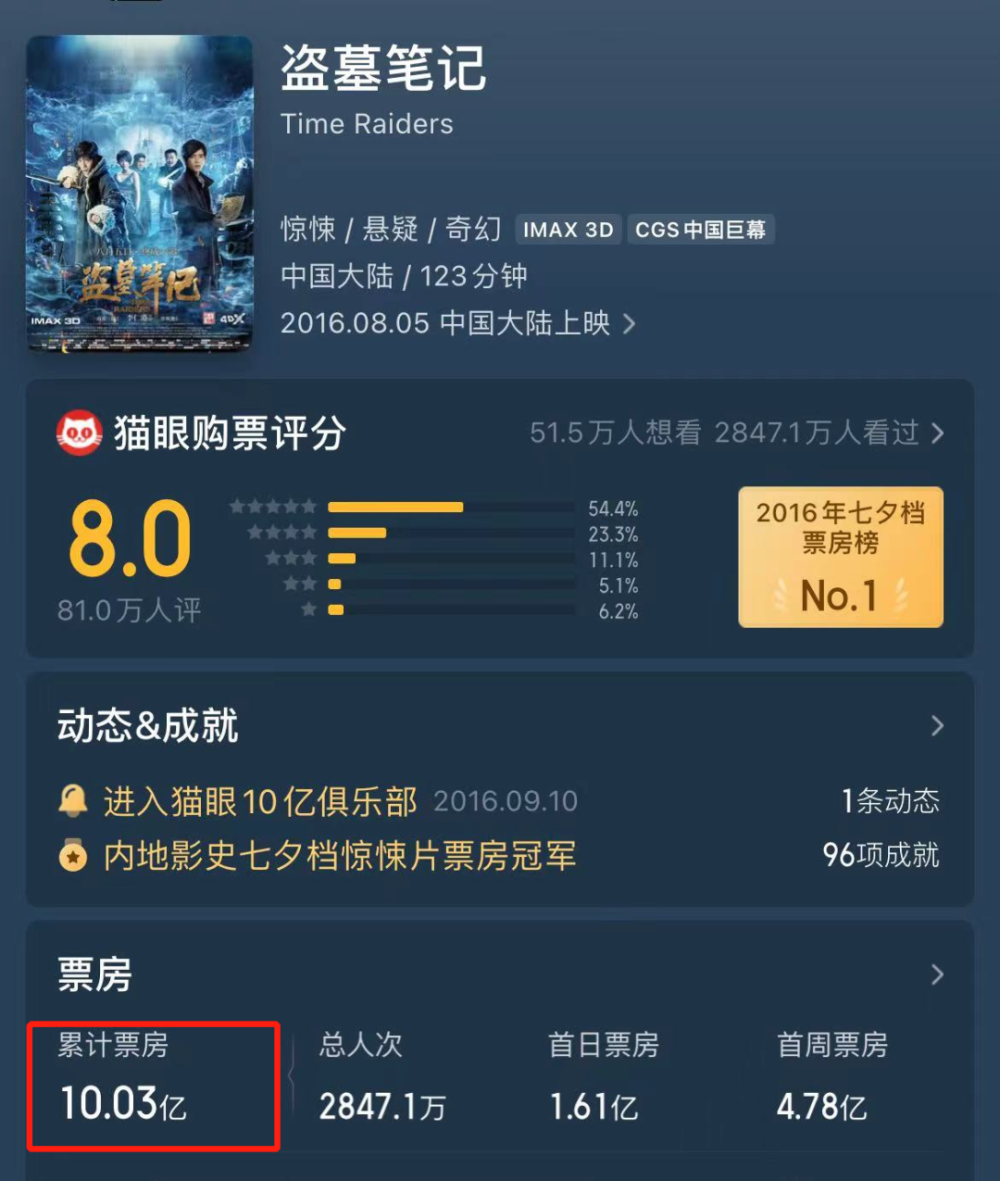 盗墓笔记
Time Raiders
惊悚 / 悬疑 / 奇幻 IMAX 3D CGS中国巨幕
中国大陆 / 123分钟
2016.08.05 中国大陆上映
盗墓笔记
IMAX 3D
4DX
猫眼购票评分 51.5万人想看 2847.1万人看过
8.0
81.0万人评
54.4%
23.3%
11.1%
5.1%
6.2%
2016年七夕档
票房榜
No.1
动态&成就
进入猫眼10亿俱乐部 2016.09.10 1条动态
内地影史七夕档惊悚片票房冠军 96项成就
票房
累计票房 总人次 首日票房 首周票房
10.03亿 2847.1万 1.61亿 4.78亿